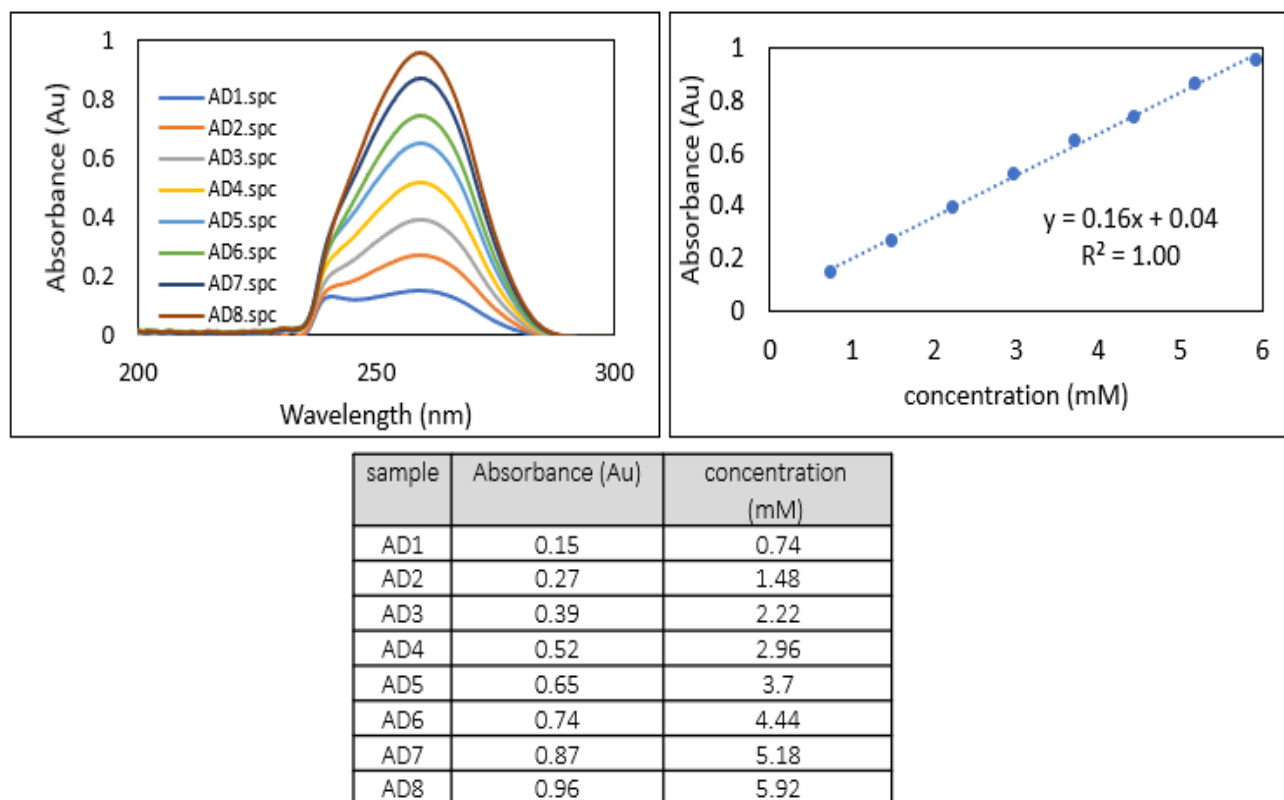 1
0.8
0.6
0.4
0.2
0
Absorbance (Au)
AD1.spc
AD2.spc
AD3.spc
AD4.spc
AD5.spc
AD6.spc
AD7.spc
AD8.spc
200 250 300
Wavelength (nm)
1
0.8
0.6
0.4
0.2
0
Absorbance (Au)
y = 0.16x + 0.04
R² = 1.00
0 1 2 3 4 5 6
concentration (mM)
sample Absorbance (Au) concentration
(mM)
AD1 0.15 0.74
AD2 0.27 1.48
AD3 0.39 2.22
AD4 0.52 2.96
AD5 0.65 3.7
AD6 0.74 4.44
AD7 0.87 5.18
AD8 0.96 5.92